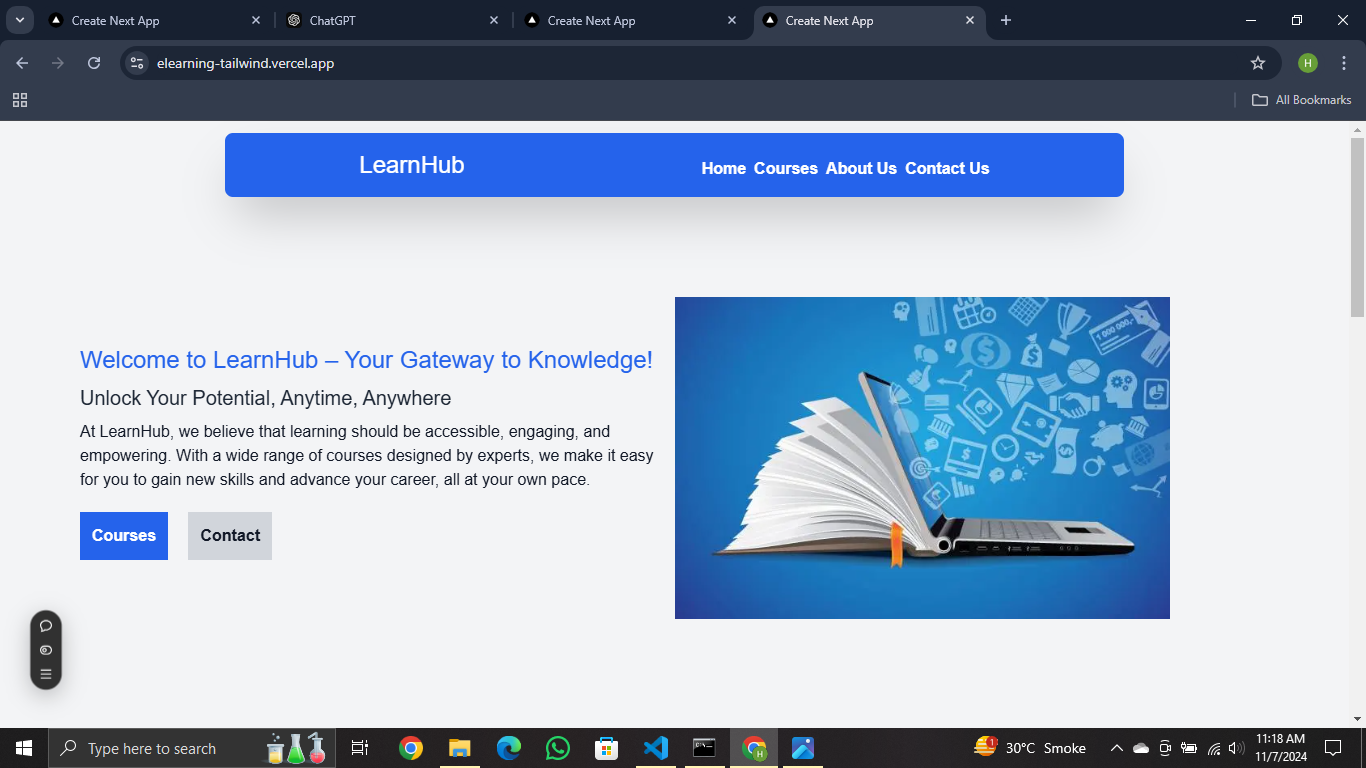 Create Next App
ChatGPT
Create Next App
Create Next App
elearning-tailwind.vercel.app
H
All Bookmarks
LearnHub
Home Courses About Us Contact Us
Welcome to LearnHub – Your Gateway to Knowledge!
Unlock Your Potential, Anytime, Anywhere
At LearnHub, we believe that learning should be accessible, engaging, and
empowering. With a wide range of courses designed by experts, we make it easy
for you to gain new skills and advance your career, all at your own pace.
Courses
Contact
1 000 000,-
Type here to search
H
1
30°C Smoke
11:18 AM
11/7/2024